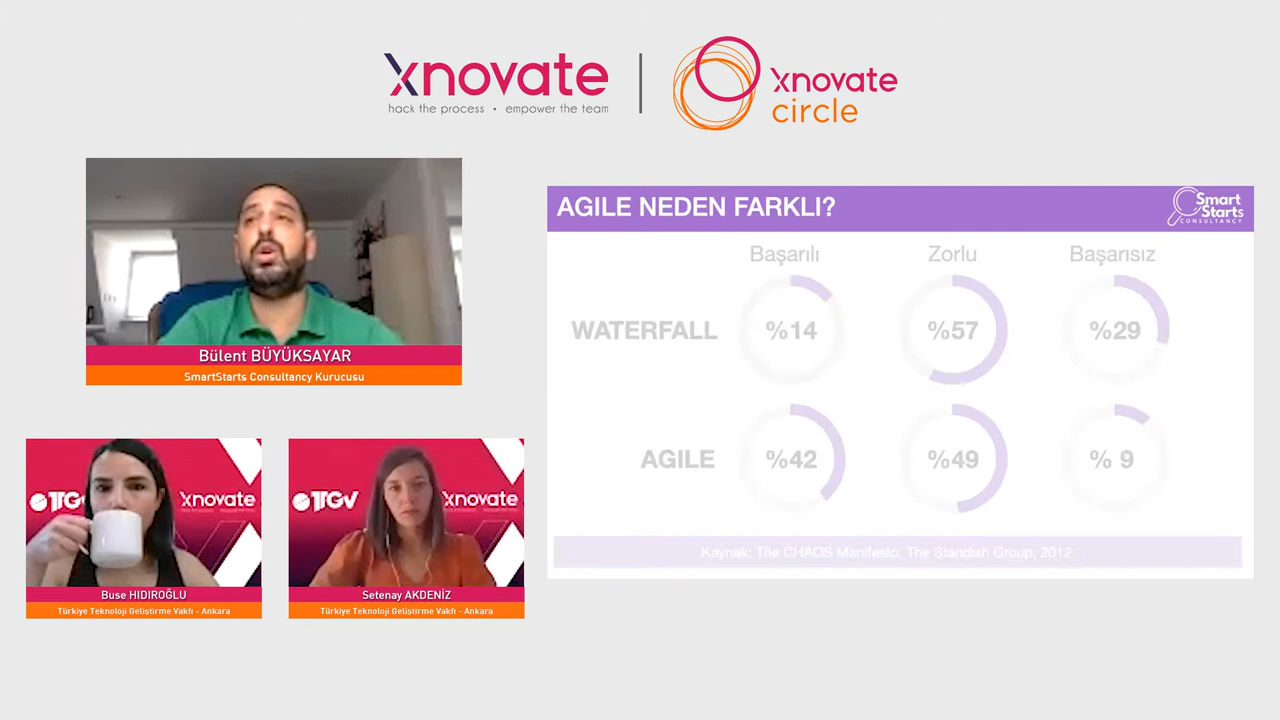 xnovate
hack the process • empower the team
xnovate
circle
Bülent BÜYÜKSAYAR
SmartStarts Consultancy Kurucusu
TTGV
xnovate
Buse HIDIROĞLU
Türkiye Teknoloji Geliştirme Vakfı - Ankara
TTGV
xnovate
Setenay AKDENİZ
Türkiye Teknoloji Geliştirme Vakfı - Ankara
AGILE NEDEN FARKLI?
Smart
Starts
CONSULTANCY
Başarılı Zorlu Başarısız
WATERFALL %14 %57 %29
AGILE %42 %49 % 9
Kaynak: The CHAOS Manifesto, The Standish Group, 2012